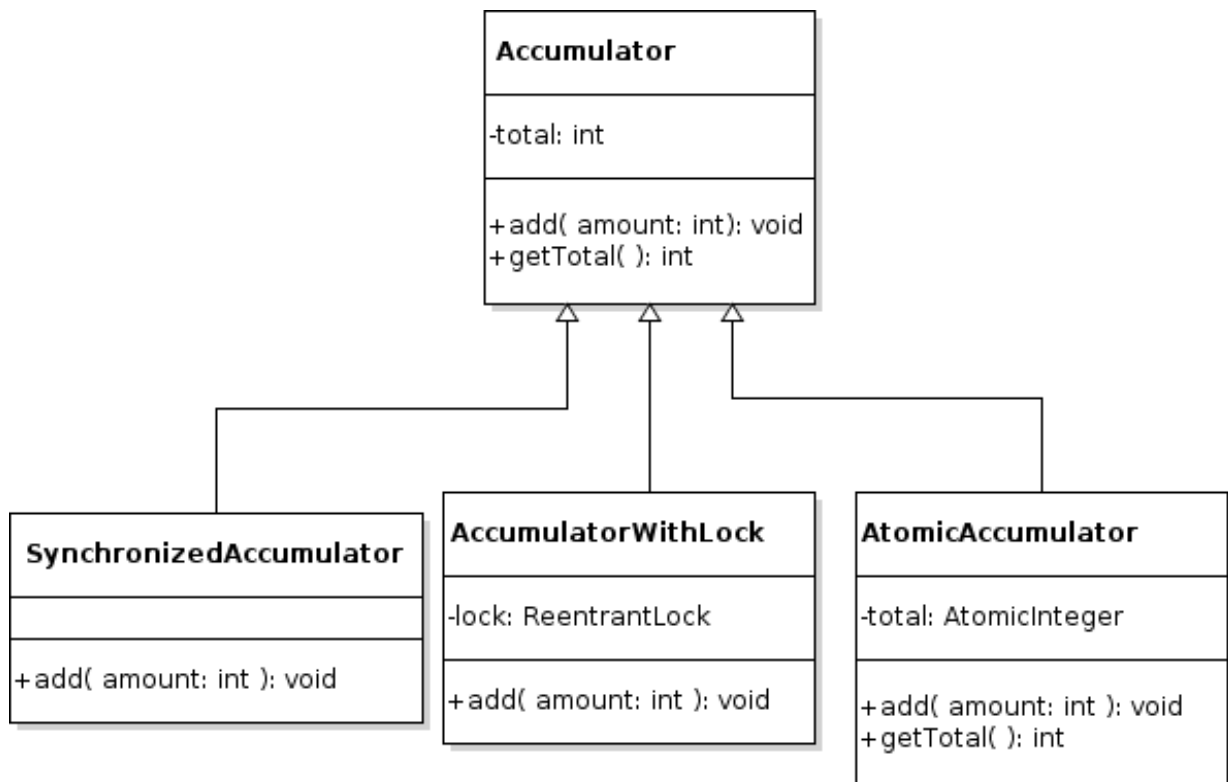 Accumulator
-total: int
+add( amount: int): void
+getTotal( ): int
SynchronizedAccumulator
+add( amount: int ): void
AccumulatorWithLock
-lock: ReentrantLock
+add( amount: int ): void
AtomicAccumulator
-total: AtomicInteger
+add( amount: int ): void
+getTotal( ): int